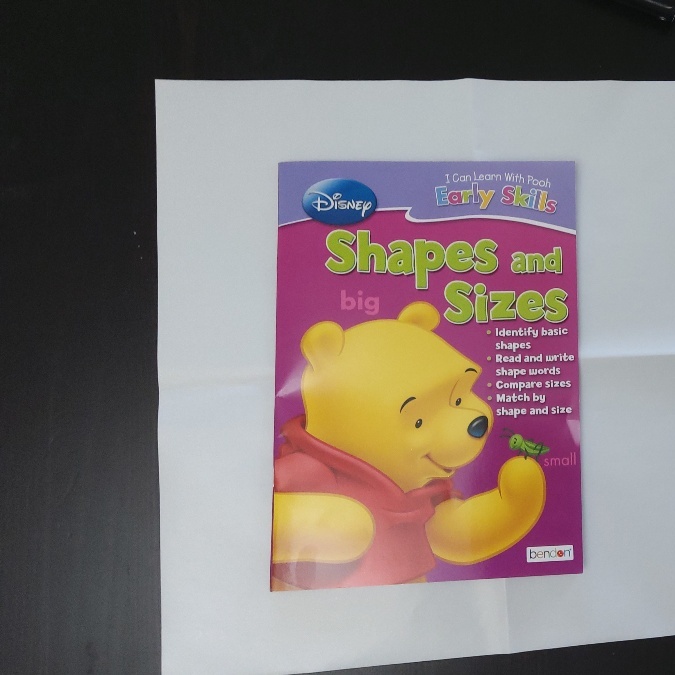 I Can Learn With Pooh
Early Skills
Disney
Shapes and
Sizes
big
• Identify basic
shapes
• Read and write
shape words
• Compare sizes
• Match by
shape and size
small
bendon